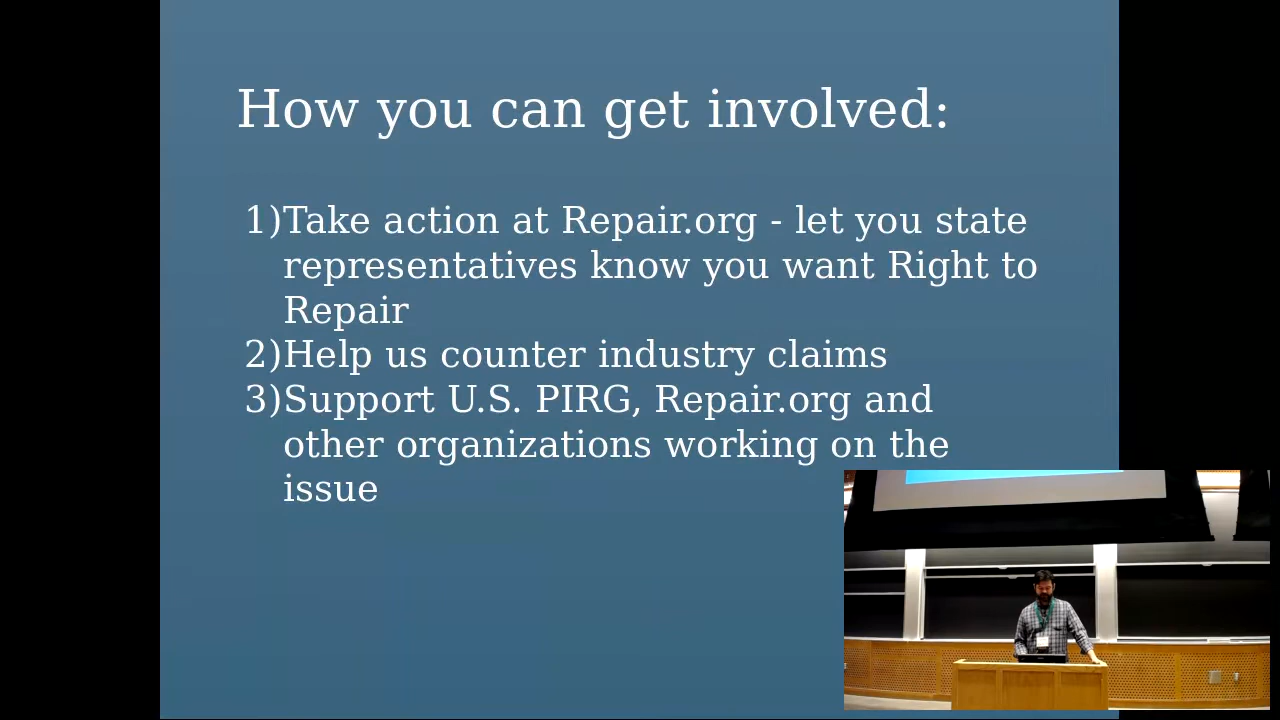 How you can get involved:
1)Take action at Repair.org - let you state
representatives know you want Right to
Repair
2)Help us counter industry claims
3)Support U.S. PIRG, Repair.org and
other organizations working on the
issue